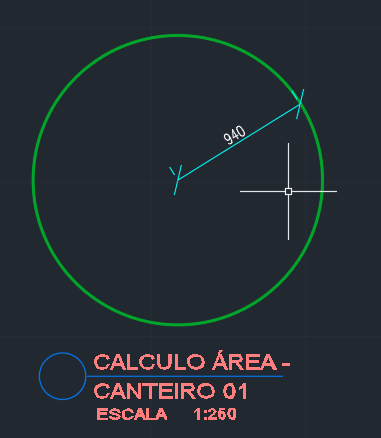 940
CALCULO ÁREA -
CANTEIRO 01
ESCALA 1:250